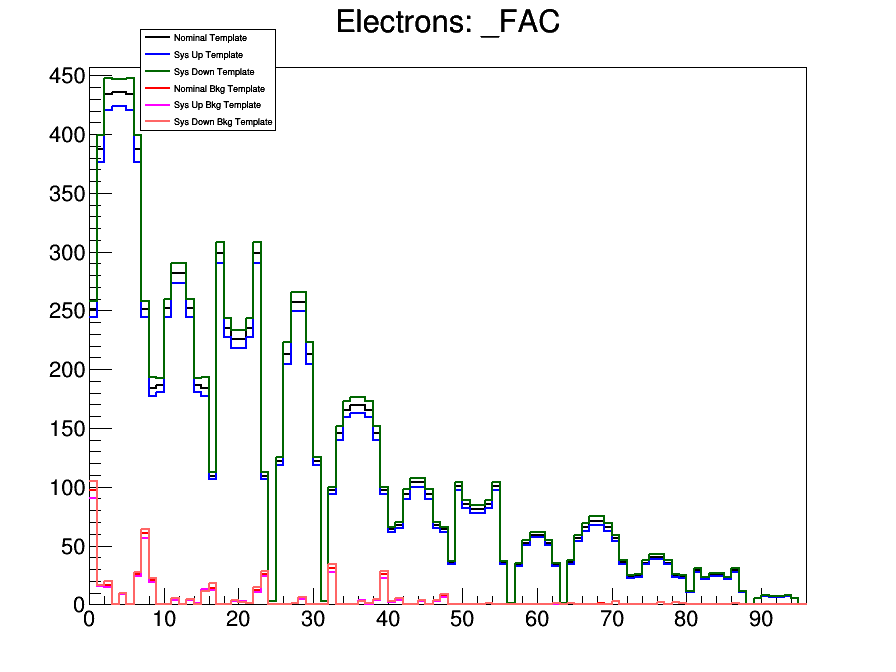 Electrons: _FAC
Nominal Template
Sys Up Template
Sys Down Template
Nominal Bkg Template
Sys Up Bkg Template
Sys Down Bkg Template
450
400
350
300
250
200
150
100
50
0
0 10 20 30 40 50 60 70 80 90